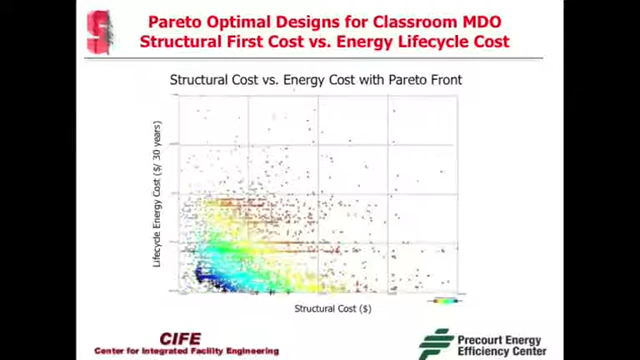 Pareto Optimal Designs for Classroom MDO
Structural First Cost vs. Energy Lifecycle Cost
Structural Cost vs. Energy Cost with Pareto Front
Lifecycle Energy Cost ($/ 30 years)
Structural Cost ($)
CIFE
Center for Integrated Facility Engineering
Precourt Energy
Efficiency Center